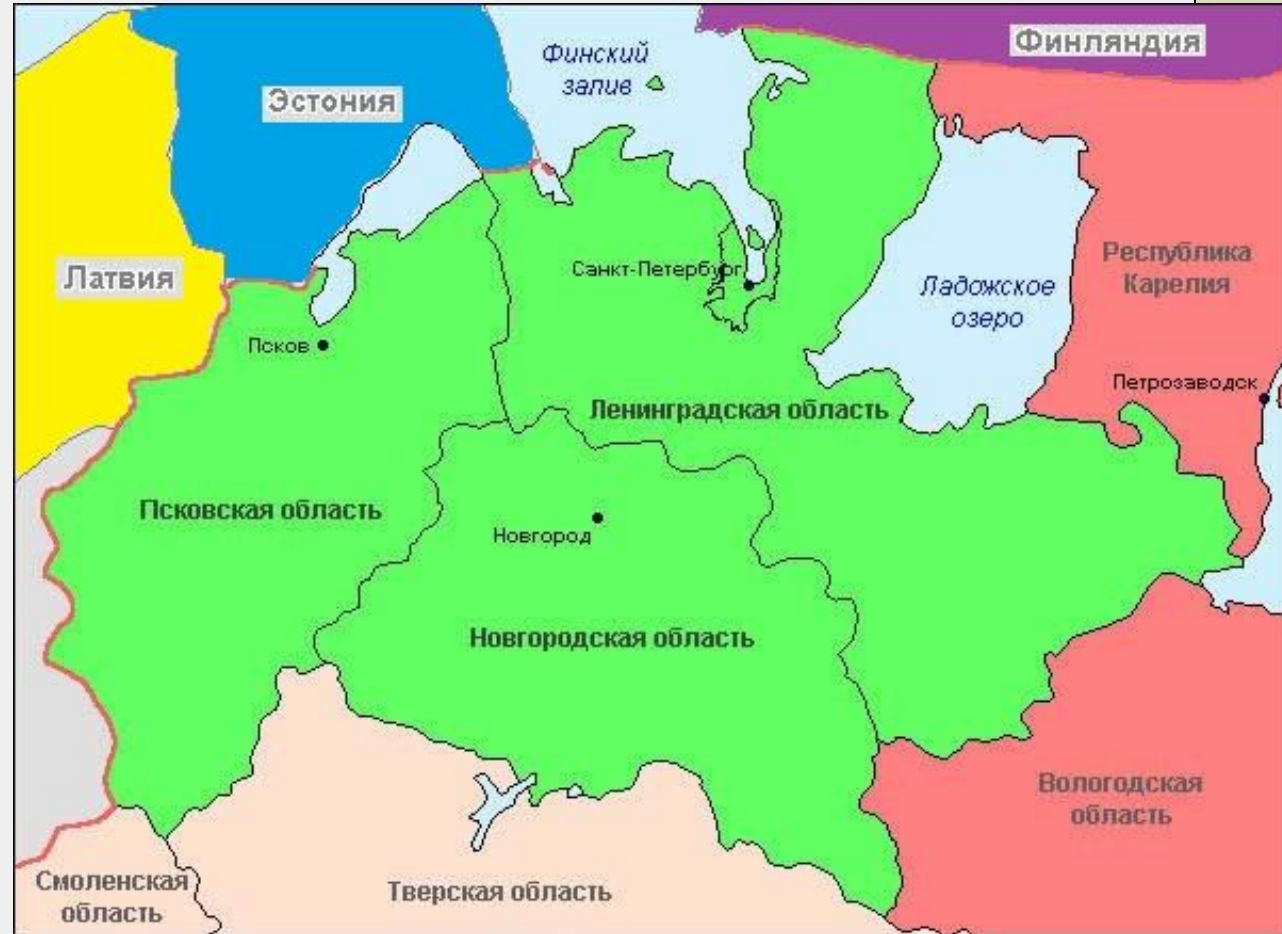 Финляндия
Финский
залив
Эстония
Республика
Карелия
Латвия
Санкт-Петербург
Ладожское
озеро
Псков
Петрозаводск
Ленинградская область
Псковская область
Новгород
Новгородская область
Вологодская
область
Смоленская
область
Тверская область